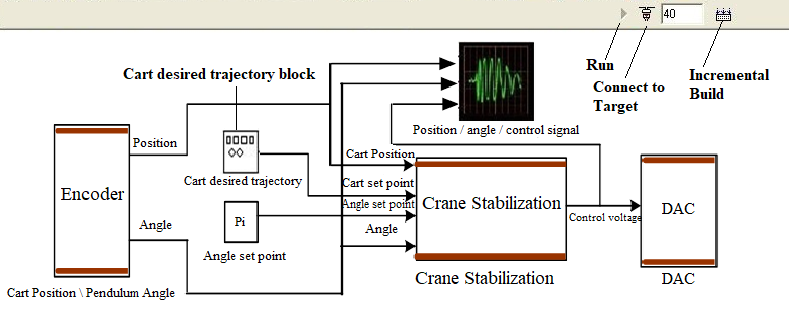 40
Run
Connect to
Target
Incremental
Build
Cart desired trajectory block
Position / angle / control signal
Position
Cart Position
Encoder
Cart desired trajectory
Cart set point
Angle set point
Crane Stabilization
DAC
Angle
Pi
Angle
Control voltage
Angle set point
Crane Stabilization
DAC
Cart Position \ Pendulum Angle